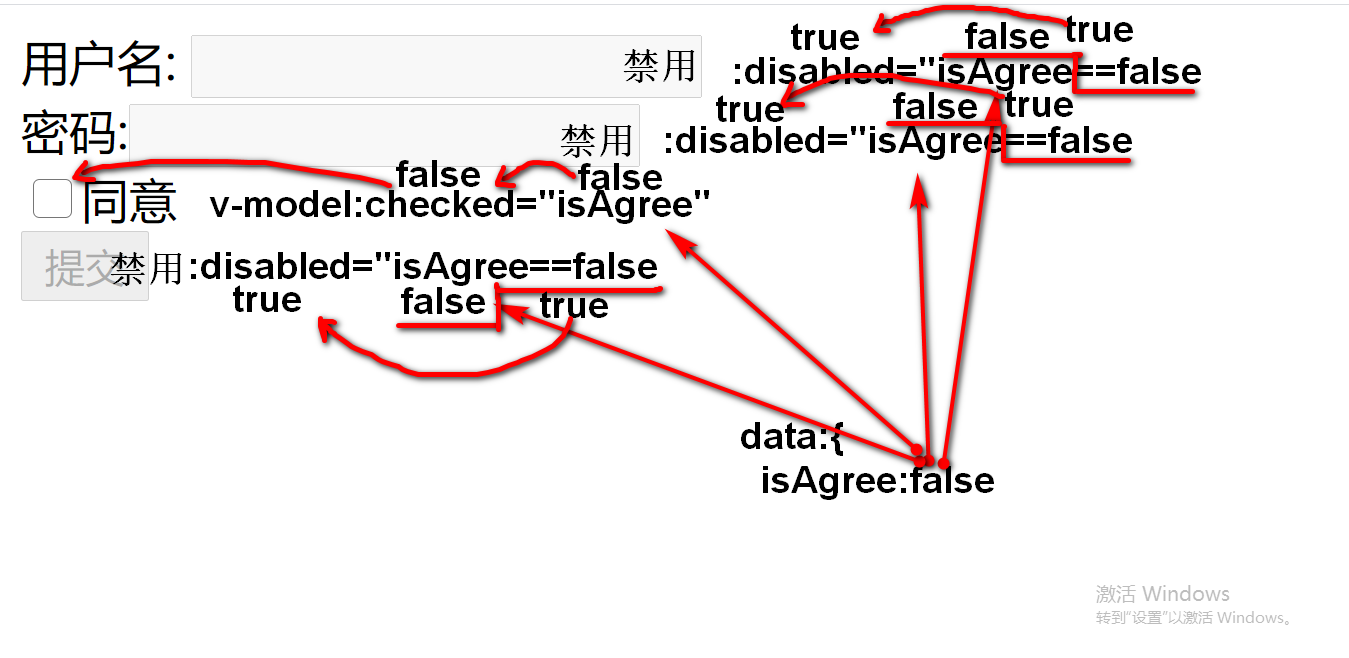 true false true
用户名: 禁用 :disabled="isAgree==false
true false true
密码: 禁用 :disabled="isAgree==false
false false
同意 v-model:checked="isAgree"
提交 禁用 :disabled="isAgree==false
true false true
data:{
isAgree:false
激活 Windows
转到“设置”以激活 Windows。